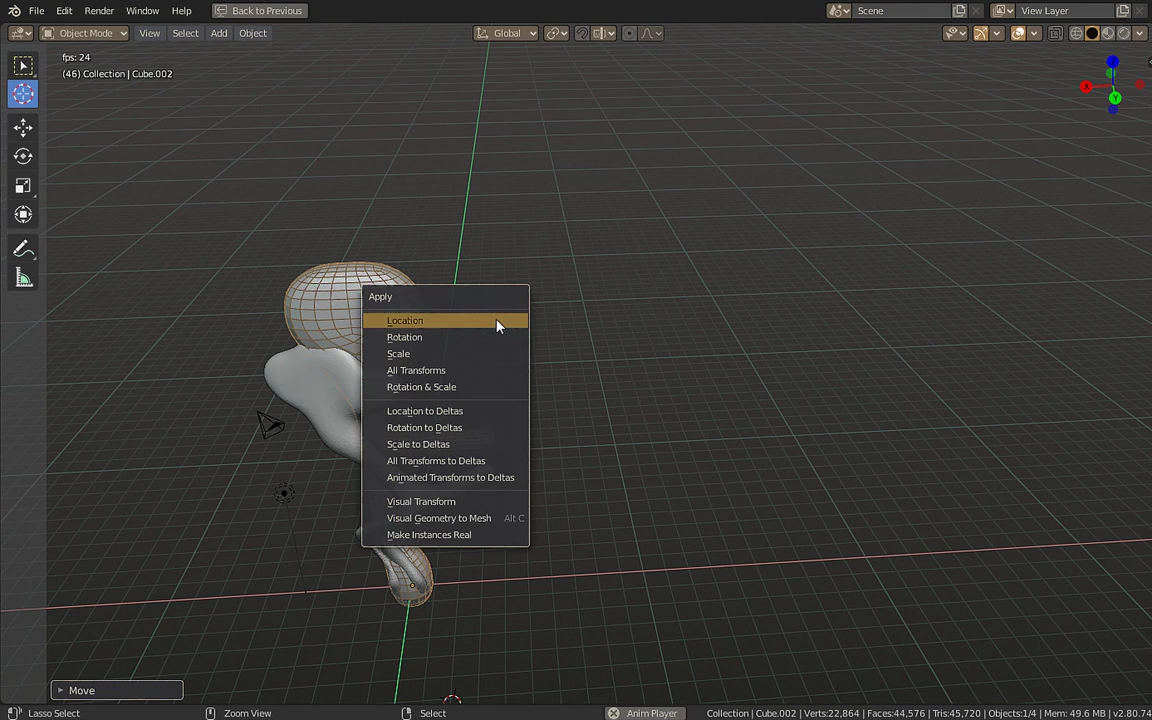 File Edit Render Window Help Back to Previous Scene View Layer
Object Mode View Select Add Object Global
fps: 24
(46) Collection | Cube.002
X
Y
Apply
Location
Rotation
Scale
All Transforms
Rotation & Scale
Location to Deltas
Rotation to Deltas
Scale to Deltas
All Transforms to Deltas
Animated Transforms to Deltas
Visual Transform
Visual Geometry to Mesh Alt C
Make Instances Real
Move
Lasso Select Zoom View Select Anim Player Collection | Cube.002 | Verts:22,864 | Faces:44,576 | Tris:45,720 | Objects:1/4 | Mem: 49.6 MB | v2.80.74